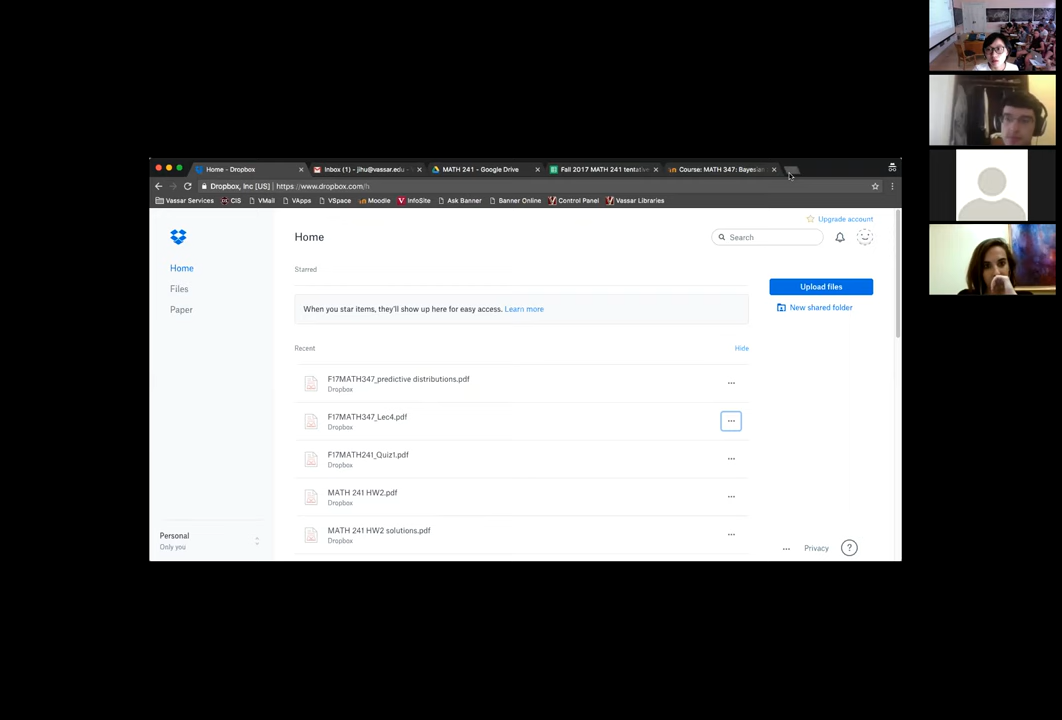 Home - Dropbox
Inbox (1) - jihu@vassar.edu -
MATH 241 - Google Drive
Fall 2017 MATH 241 tentative
Course: MATH 347: Bayesian
Dropbox, Inc [US] | https://www.dropbox.com/h
Vassar Services CIS VMail VApps VSpace Moodle InfoSite Ask Banner Banner Online Control Panel Vassar Libraries
Upgrade account
Home
Search
Home
Files
Paper
Starred
Upload files
New shared folder
When you star items, they'll show up here for easy access. Learn more
Recent
Hide
F17MATH347_predictive distributions.pdf
Dropbox
F17MATH347_Lec4.pdf
Dropbox
F17MATH241_Quiz1.pdf
Dropbox
MATH 241 HW2.pdf
Dropbox
MATH 241 HW2 solutions.pdf
Dropbox
Personal
Only you
Privacy
?